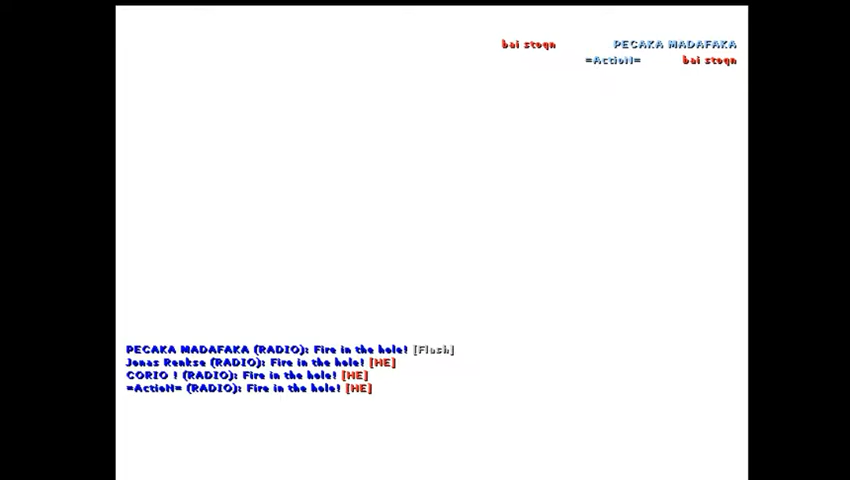 bai stoqn PECAKA MADAFAKA
=ActioN= bai stoqn
PECAKA MADAFAKA (RADIO): Fire in the hole! [Flash]
Jonas Renkse (RADIO): Fire in the hole! [HE]
CORIO ! (RADIO): Fire in the hole! [HE]
=ActioN= (RADIO): Fire in the hole! [HE]